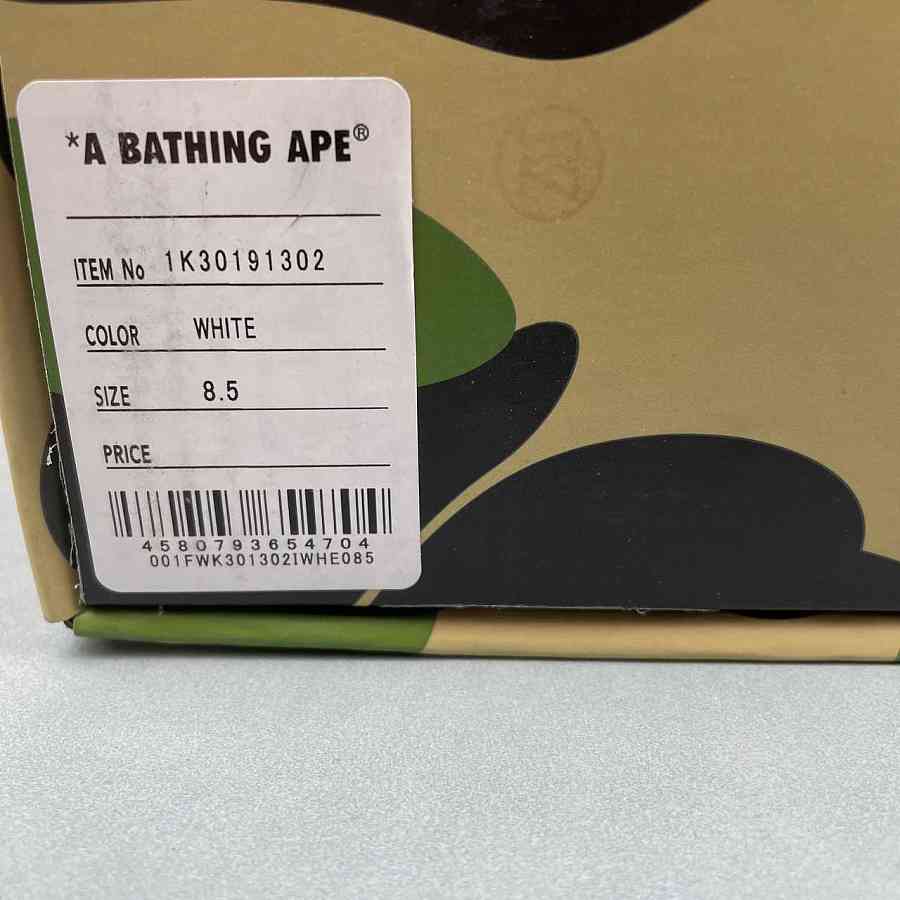 *A BATHING APE®
ITEM No 1K30191302
COLOR WHITE
SIZE 8.5
PRICE
4580793654704
001FWK301302IWHE085